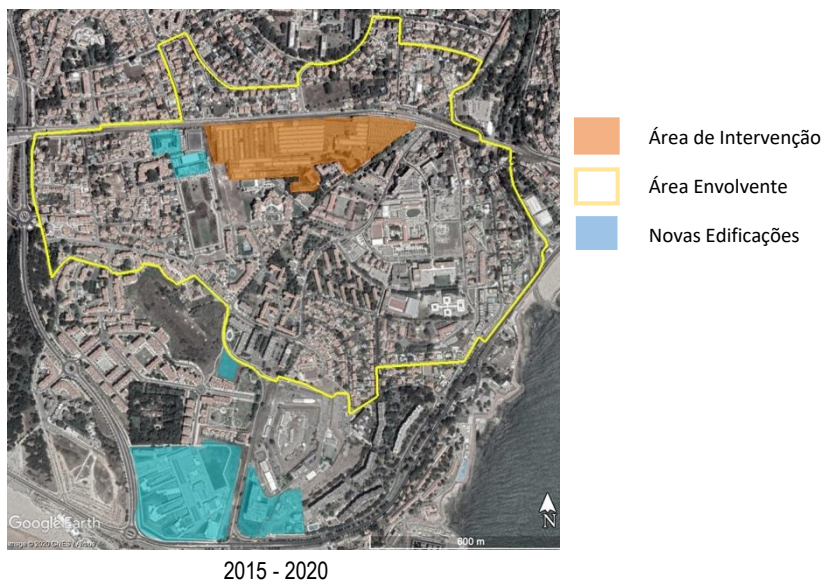 Área de Intervenção
Área Envolvente
Novas Edificações
Google Earth
600 m
N
2015 - 2020